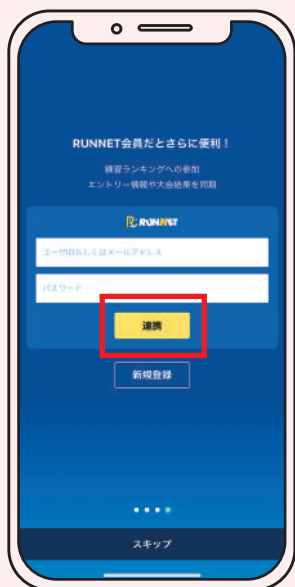 RUNNET会員だとさらに便利！
練習ランキングへの参加
エントリー情報や大会結果を同期
RUNNET
ユーザIDもしくはメールアドレス
パスワード
連携
新規登録
スキップ